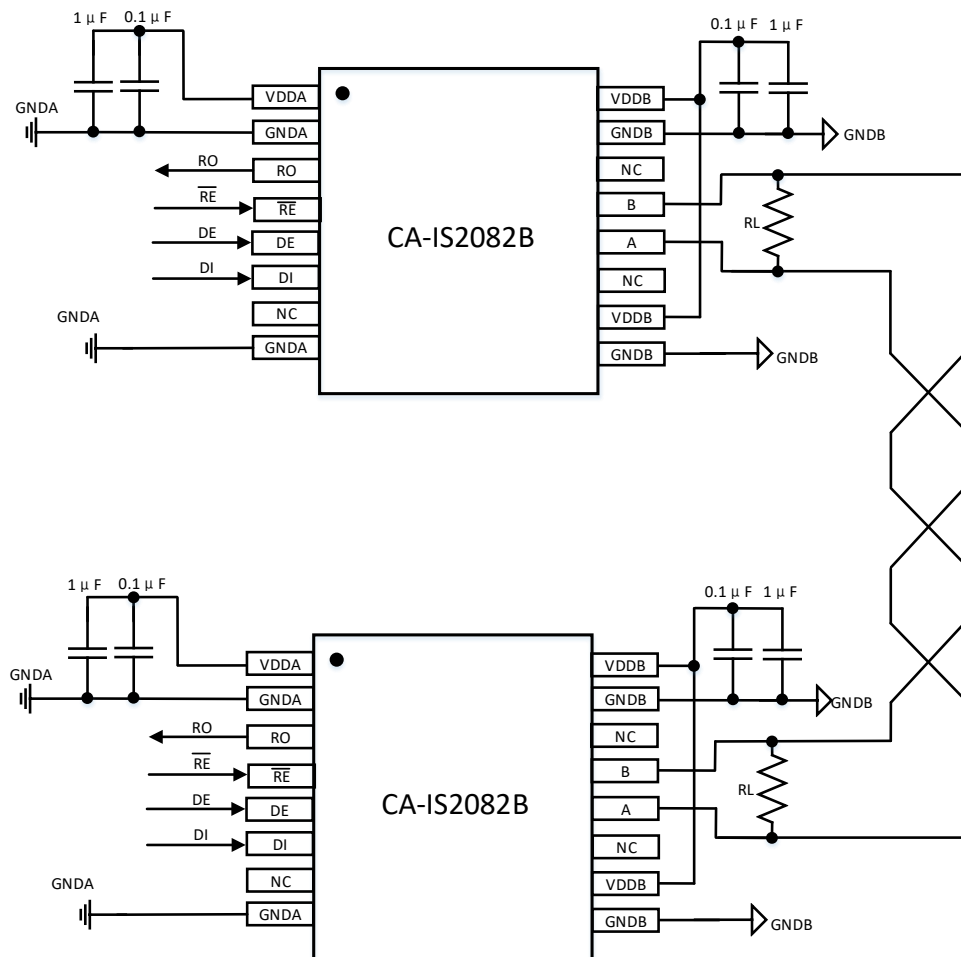 1 μ F 0.1 μ F 0.1 μ F 1 μ F
VDDA VDDB
GNDA
GNDA GNDB GNDB
RO RO NC
RE RE B
DE DE CA-IS2082B A RL
DI DI NC
NC VDDB
GNDA
GNDA GNDB GNDB
1 μ F 0.1 μ F 0.1 μ F 1 μ F
VDDA VDDB
GNDA
GNDA GNDB GNDB
RO RO NC
RE RE B
DE DE CA-IS2082B A RL
DI DI NC
NC VDDB
GNDA
GNDA GNDB GNDB